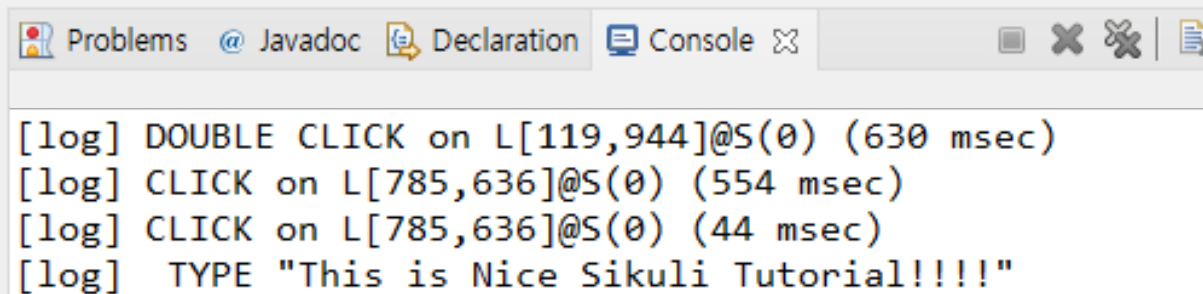 Problems @ Javadoc Declaration Console
[log] DOUBLE CLICK on L[119,944]@S(0) (630 msec)
[log] CLICK on L[785,636]@S(0) (554 msec)
[log] CLICK on L[785,636]@S(0) (44 msec)
[log]  TYPE "This is Nice Sikuli Tutorial!!!!"